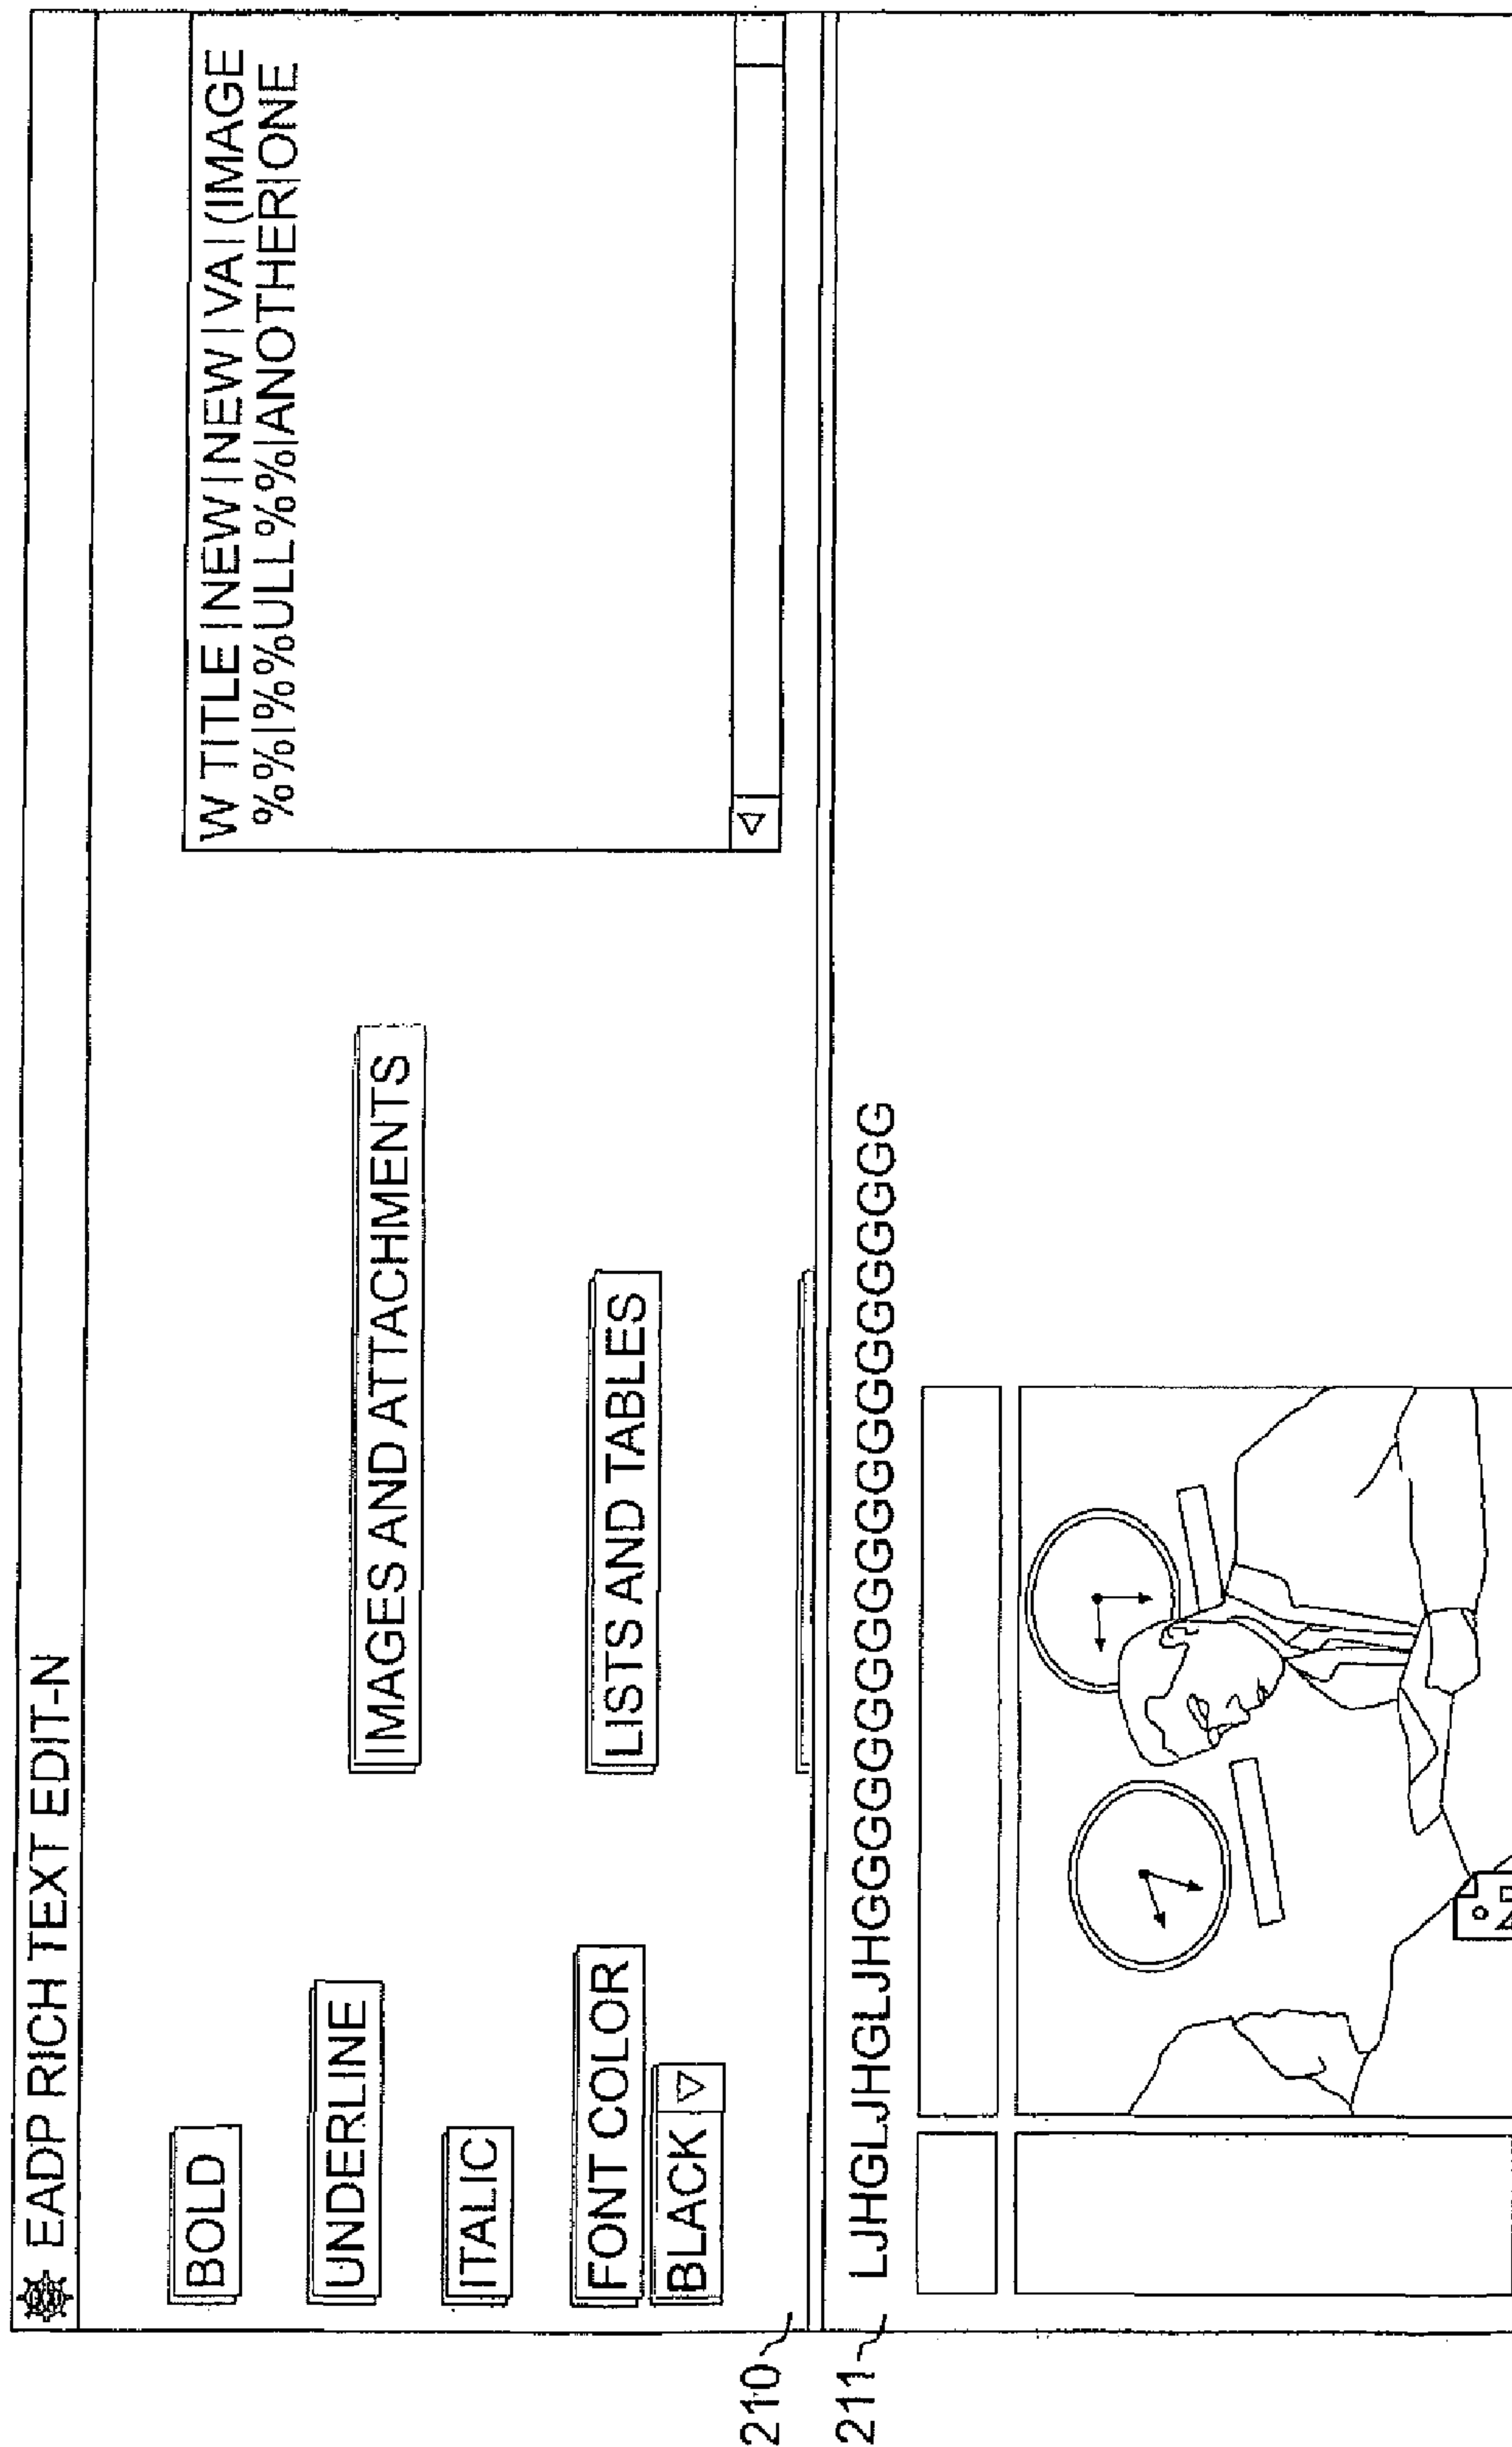 EADP RICH TEXT EDIT-N
BOLD
UNDERLINE
ITALIC
FONT COLOR
BLACK
IMAGES AND ATTACHMENTS
LISTS AND TABLES
W TITLE|NEW|NEW|VA|(IMAGE
%%|%%ULL%%|ANOTHER|ONE
210
211
LJHGLJHGLJHGGGGGGGGGGGGGGGGGGGGGGG